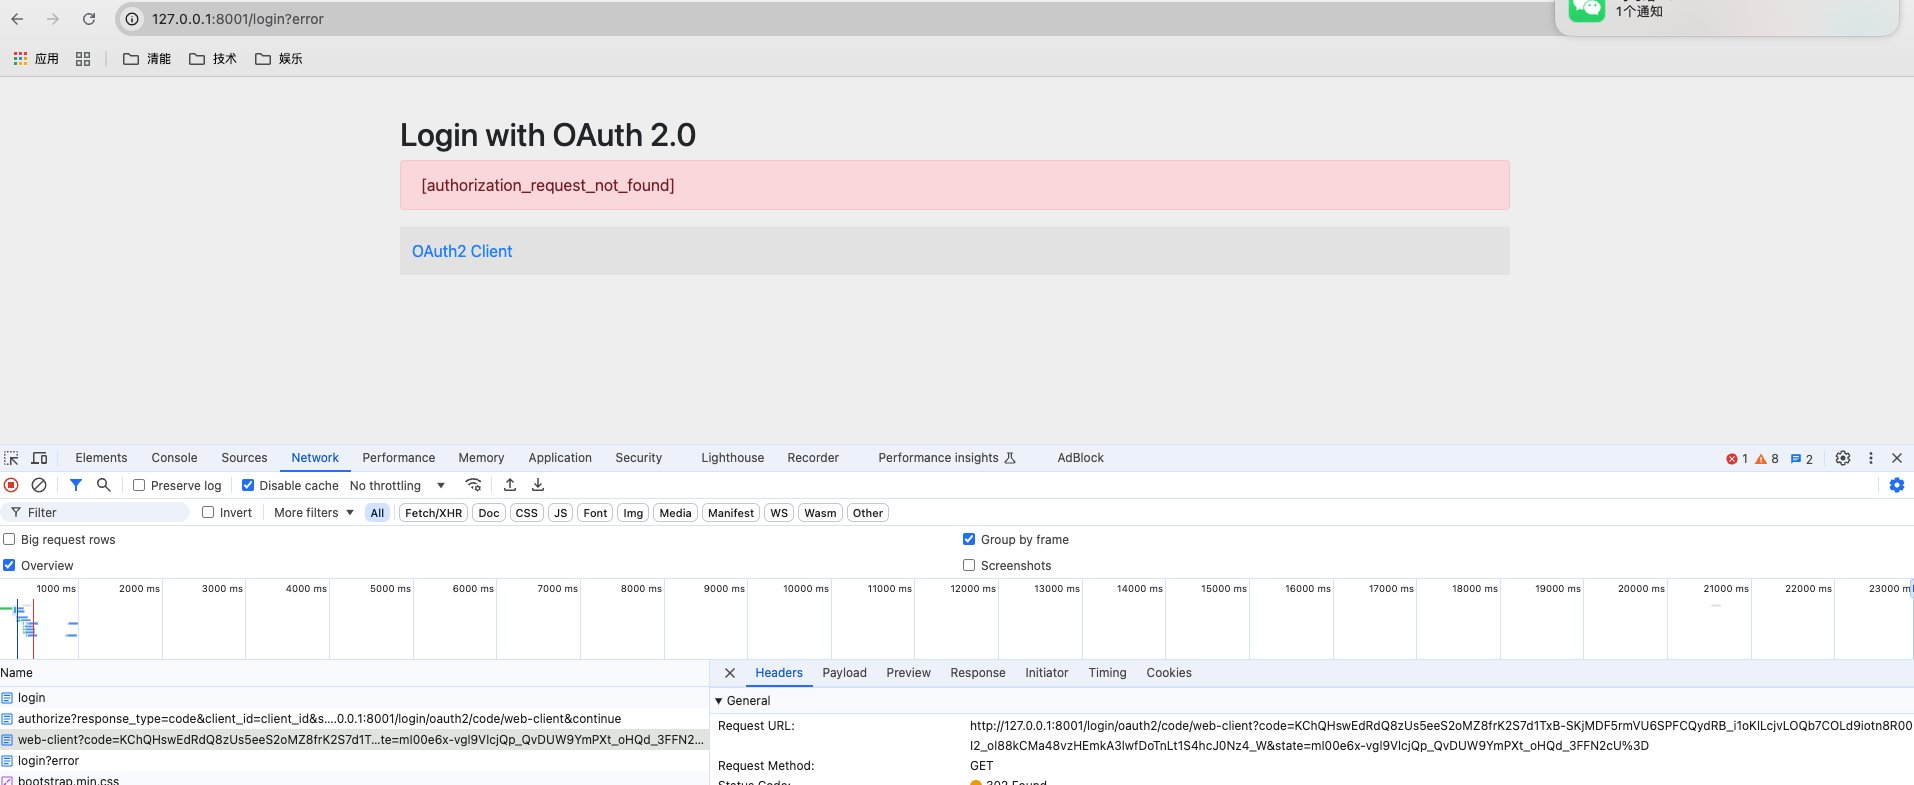 127.0.0.1:8001/login?error
1个通知
应用
清能
技术
娱乐
Login with OAuth 2.0
[authorization_request_not_found]
OAuth2 Client
Elements Console Sources Network Performance Memory Application Security Lighthouse Recorder Performance insights AdBlock 1 8 2
Preserve log Disable cache No throttling
Filter Invert More filters All Fetch/XHR Doc CSS JS Font Img Media Manifest WS Wasm Other
Big request rows Group by frame
Overview Screenshots
1000 ms 2000 ms 3000 ms 4000 ms 5000 ms 6000 ms 7000 ms 8000 ms 9000 ms 10000 ms 11000 ms 12000 ms 13000 ms 14000 ms 15000 ms 16000 ms 17000 ms 18000 ms 19000 ms 20000 ms 21000 ms 22000 ms 23000 m
Name
login
authorize?response_type=code&client_id=client_id&s....0.0.1:8001/login/oauth2/code/web-client&continue
web-client?code=KChQHswEdRdQ8zUs5eeS2oMZ8frK2S7d1T...te=ml00e6x-vgl9VlcjQp_QvDUW9YmPXt_oHQd_3FFN2...
login?error
bootstrap.min.css
Headers Payload Preview Response Initiator Timing Cookies
General
Request URL: http://127.0.0.1:8001/login/oauth2/code/web-client?code=KChQHswEdRdQ8zUs5eeS2oMZ8frK2S7d1TxB-SKjMDF5rmVU6SPFCQydRB_i1oKlLcjvLOQb7COLd9iotn8R00
I2_ol88kCMa48vzHEmkA3lwfDoTnLt1S4hcJ0Nz4_W&state=ml00e6x-vgl9VlcjQp_QvDUW9YmPXt_oHQd_3FFN2cU%3D
Request Method: GET
Status Code: 302 Found